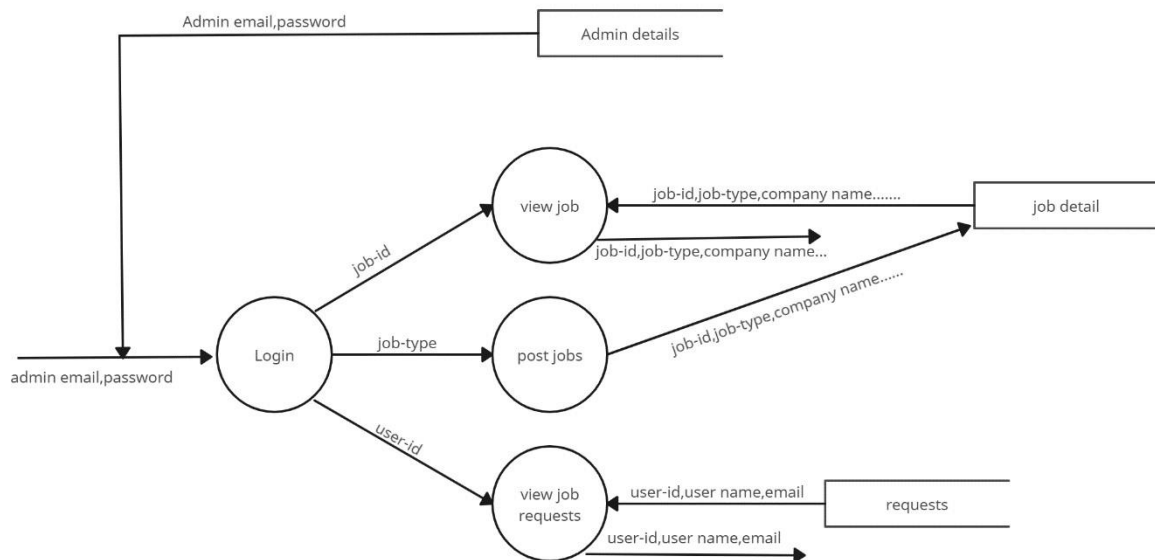 Admin email,password
Admin details
view job
job-id,job-type,company name.......
job detail
job-id,job-type,company name...
job-id
job-id,job-type,company name......
Login
job-type
post jobs
admin email,password
user-id
view job
requests
user-id,user name,email
requests
user-id,user name,email